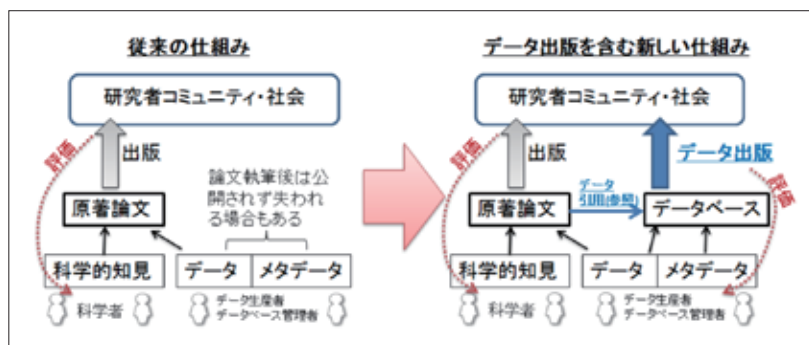 従来の仕組み
研究者コミュニティ・社会
評価
出版
論文執筆後は公
開されず失われ
る場合もある
原著論文
科学的知見
データ
メタデータ
科学者
データ生産者
データベース管理者
データ出版を含む新しい仕組み
研究者コミュニティ・社会
評価
出版
データ出版
評価
原著論文
データ
引用(参照)
データベース
科学的知見
データ
メタデータ
科学者
データ生産者
データベース管理者